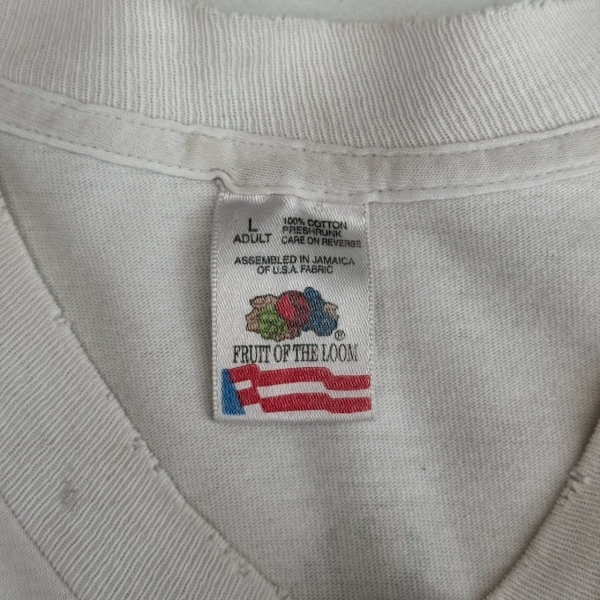 L
ADULT
100% COTTON
PRESHRUNK
CARE ON REVERSE
ASSEMBLED IN JAMAICA
OF U.S.A. FABRIC
®
FRUIT OF THE LOOM